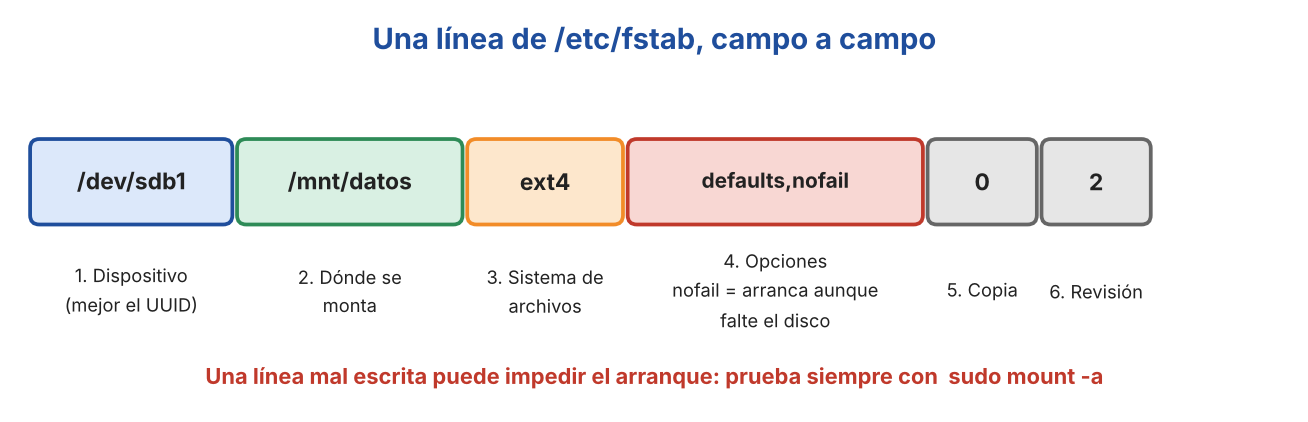 Una línea de /etc/fstab, campo a campo
/dev/sdb1
/mnt/datos
ext4
defaults,nofail
0
2
1. Dispositivo
(mejor el UUID)
2. Dónde se
monta
3. Sistema de
archivos
4. Opciones
nofail = arranca aunque
falte el disco
5. Copia
6. Revisión
Una línea mal escrita puede impedir el arranque: prueba siempre con  sudo mount -a